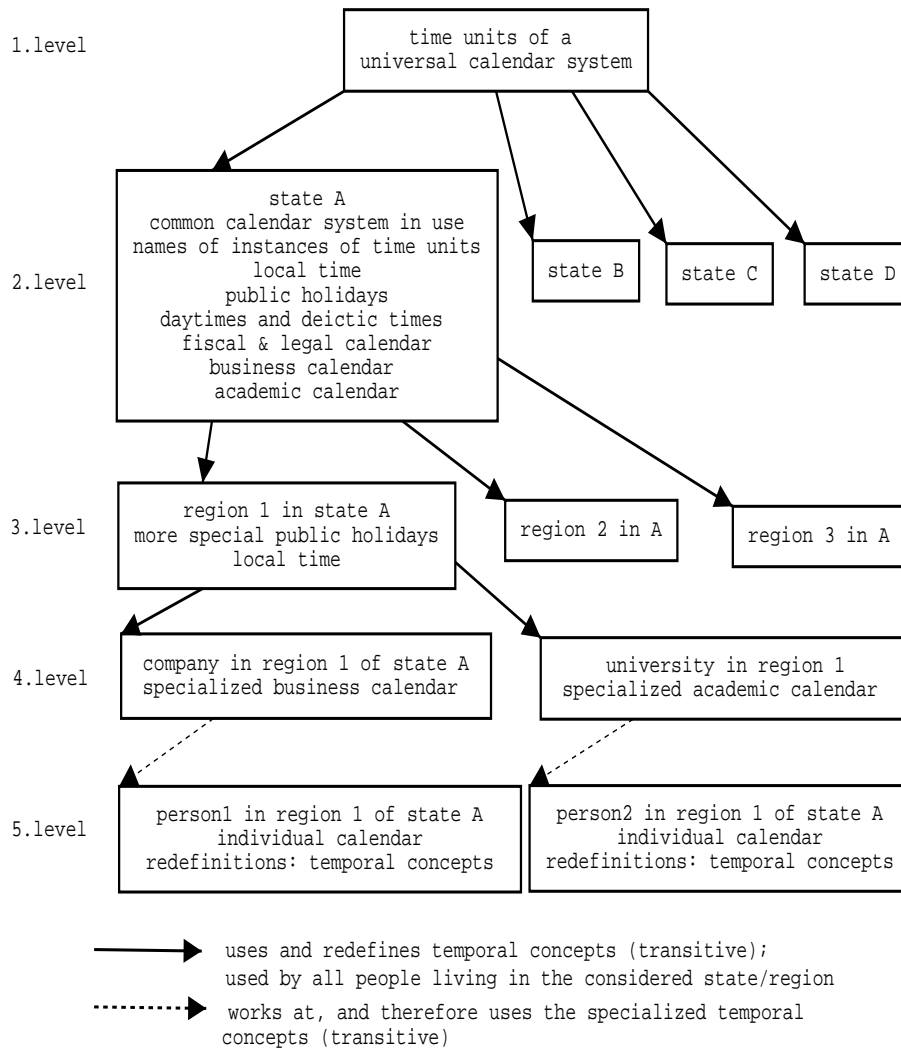 1.level
time units of a
universal calendar system
2.level
state A
common calendar system in use
names of instances of time units
local time
public holidays
daytimes and deictic times
fiscal & legal calendar
business calendar
academic calendar
state B
state C
state D
3.level
region 1 in state A
more special public holidays
local time
region 2 in A
region 3 in A
4.level
company in region 1 of state A
specialized business calendar
university in region 1
specialized academic calendar
5.level
person1 in region 1 of state A
individual calendar
redefinitions: temporal concepts
person2 in region 1 of state A
individual calendar
redefinitions: temporal concepts
uses and redefines temporal concepts (transitive);
used by all people living in the considered state/region
works at, and therefore uses the specialized temporal
concepts (transitive)